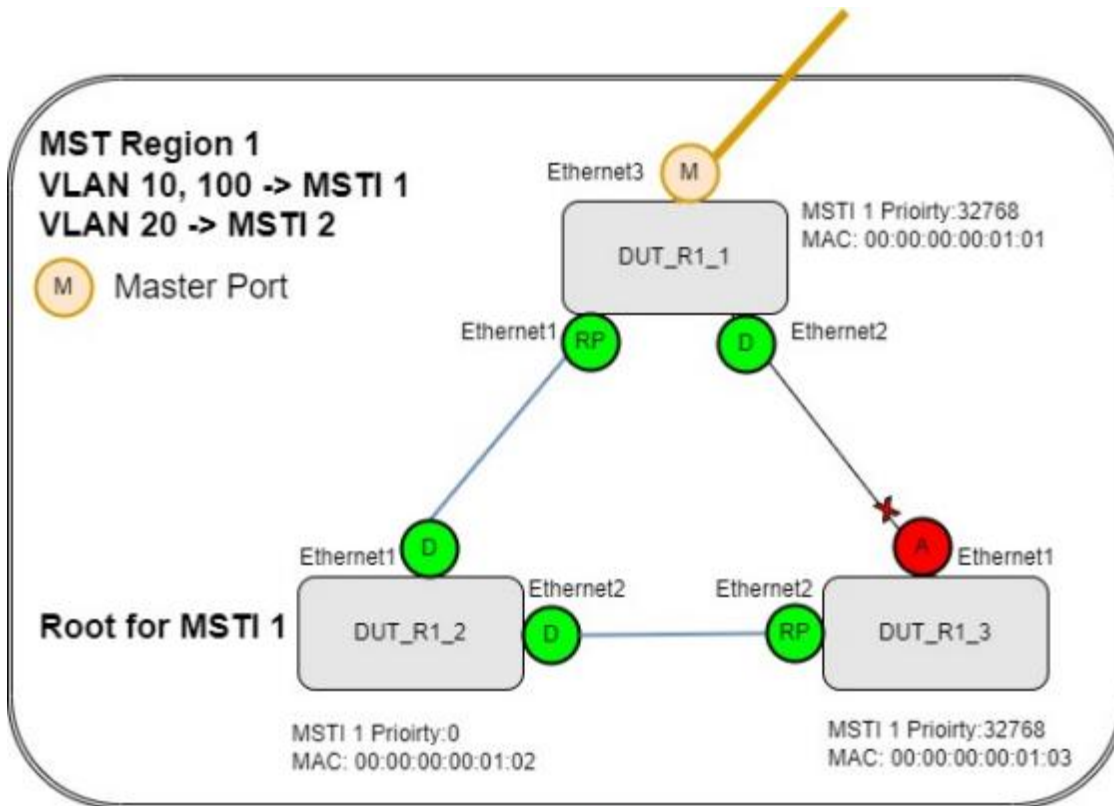 MST Region 1
VLAN 10, 100 -> MSTI 1
VLAN 20 -> MSTI 2
M Master Port
Ethernet3
M
MSTI 1 Prioirty:32768
MAC: 00:00:00:00:01:01
DUT_R1_1
Ethernet1
RP
D
Ethernet2
Ethernet1
D
A
Ethernet1
Root for MSTI 1
DUT_R1_2
Ethernet2
D
Ethernet2
RP
DUT_R1_3
MSTI 1 Prioirty:0
MAC: 00:00:00:00:01:02
MSTI 1 Prioirty:32768
MAC: 00:00:00:00:01:03